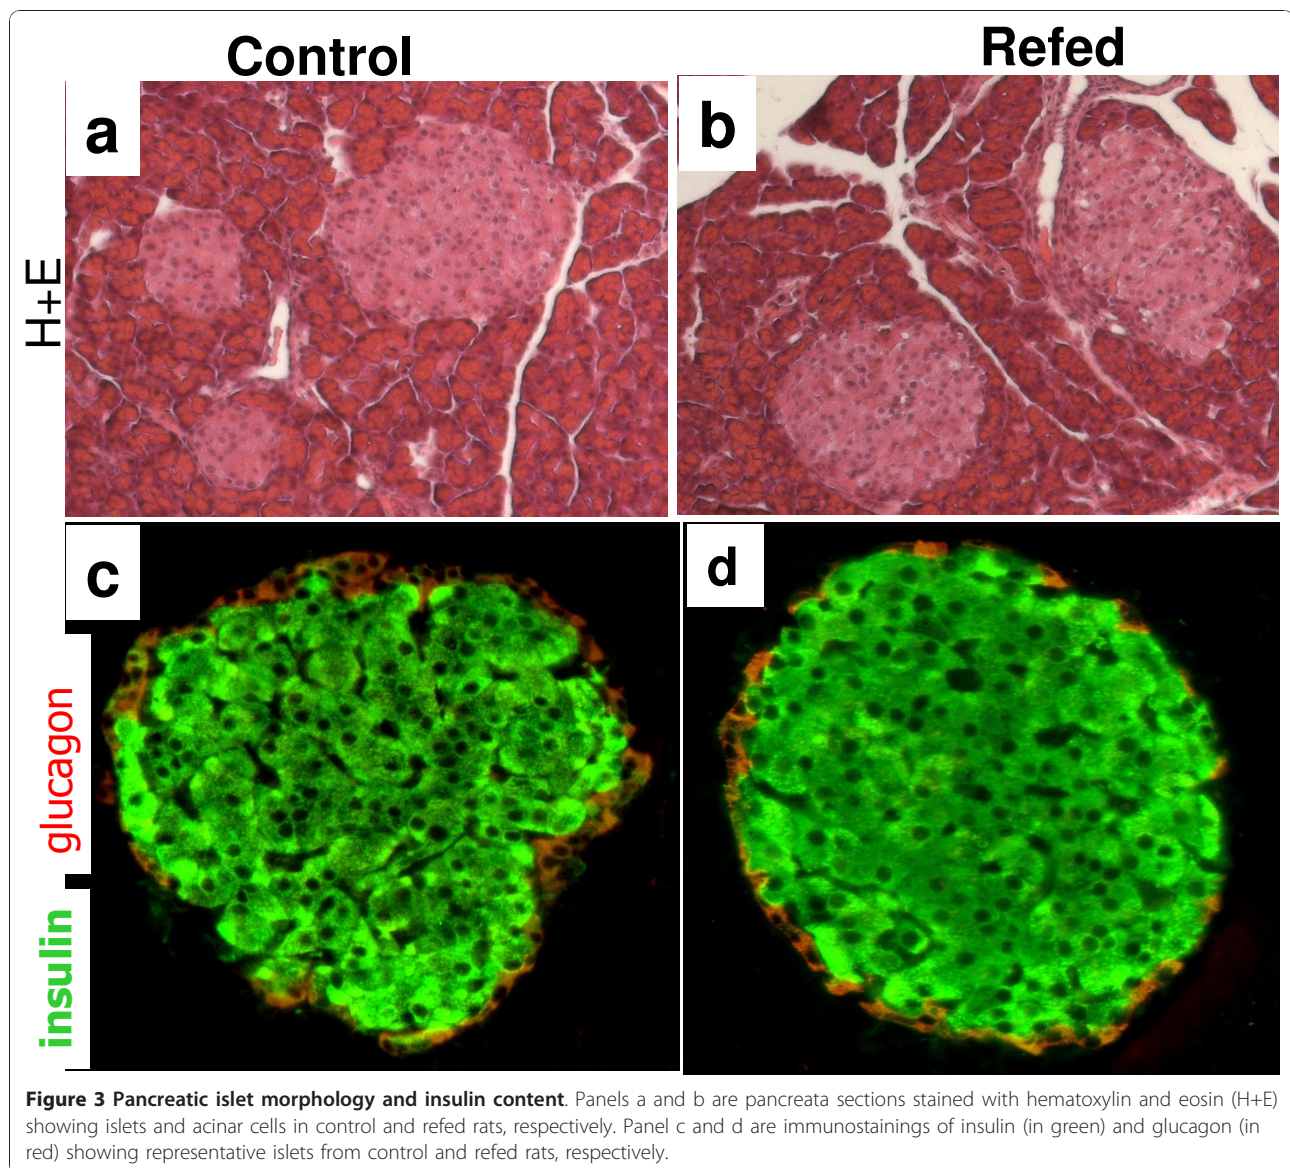 Control
Refed
a
b
H+E
c
d
glucagon
insulin
Figure 3 Pancreatic islet morphology and insulin content. Panels a and b are pancreata sections stained with hematoxylin and eosin (H+E)
showing islets and acinar cells in control and refed rats, respectively. Panel c and d are immunostainings of insulin (in green) and glucagon (in
red) showing representative islets from control and refed rats, respectively.